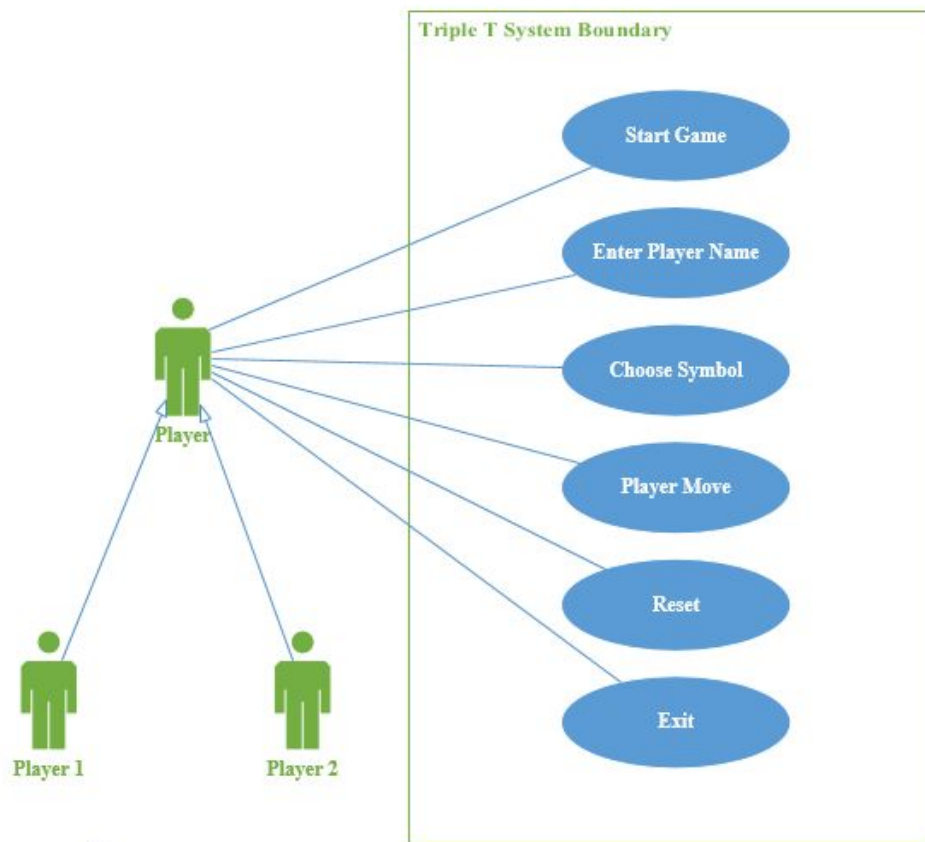 Triple T System Boundary
Start Game
Enter Player Name
Choose Symbol
Player Move
Reset
Exit
Player
Player 1
Player 2